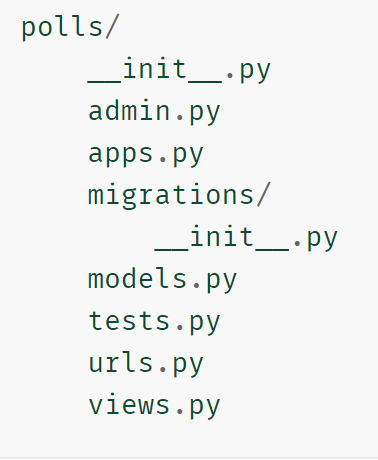 polls/
    __init__.py
    admin.py
    apps.py
    migrations/
        __init__.py
    models.py
    tests.py
    urls.py
    views.py